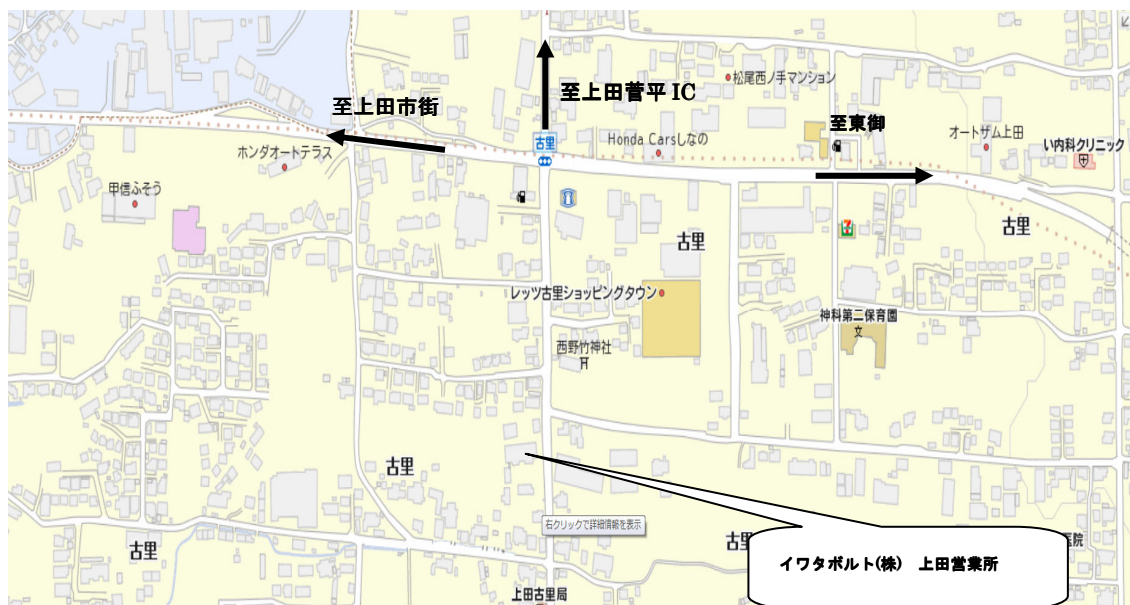 松尾西ノ手マンション
至上田菅平 IC
至上田市街
至東御
古里
Honda Carsしなの
オートザム上田
い内科クリニック
ホンダオートテラス
甲信ふそう
7
古里
古里
レッツ古里ショッピングタウン
神科第二保育園
文
西野竹神社
古里
右クリックで詳細情報を表示
古里
古
医院
イワタボルト(株) 上田営業所
上田古里局